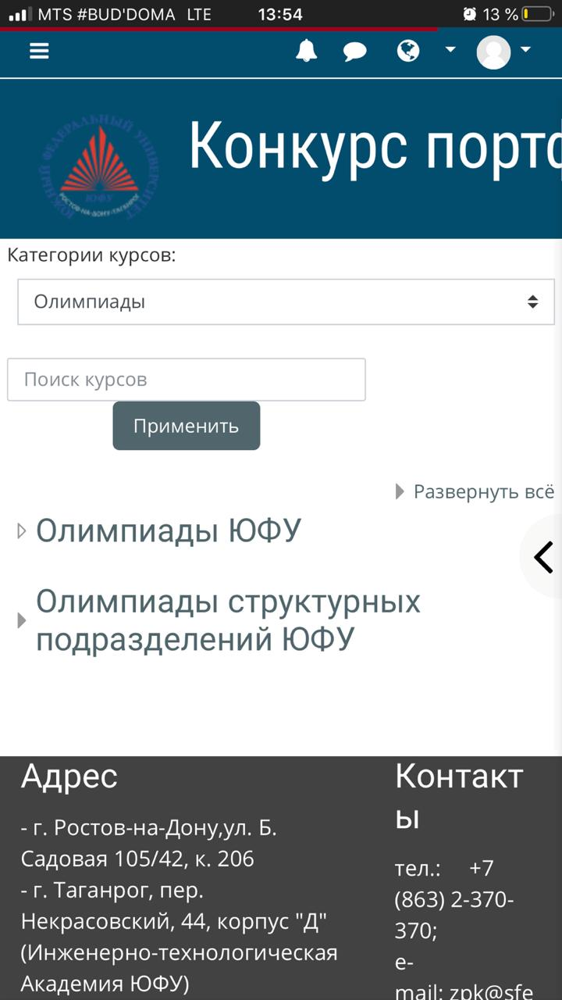 MTS #BUD'DOMA LTE 13:54 13 %
Конкурс порт
ЮЖНЫЙ ФЕДЕРАЛЬНЫЙ УНИВЕРСИТЕТ
ЮФУ
РОСТОВ-НА-ДОНУ-ТАГАНРОГ
Категории курсов:
Олимпиады
Поиск курсов
Применить
Развернуть всё
Олимпиады ЮФУ
Олимпиады структурных
подразделений ЮФУ
Адрес
- г. Ростов-на-Дону,ул. Б.
Садовая 105/42, к. 206
- г. Таганрог, пер.
Некрасовский, 44, корпус "Д"
(Инженерно-технологическая
Академия ЮФУ)
Контакт
ы
тел.: +7
(863) 2-370-
370;
e-
mail: zpk@sfe